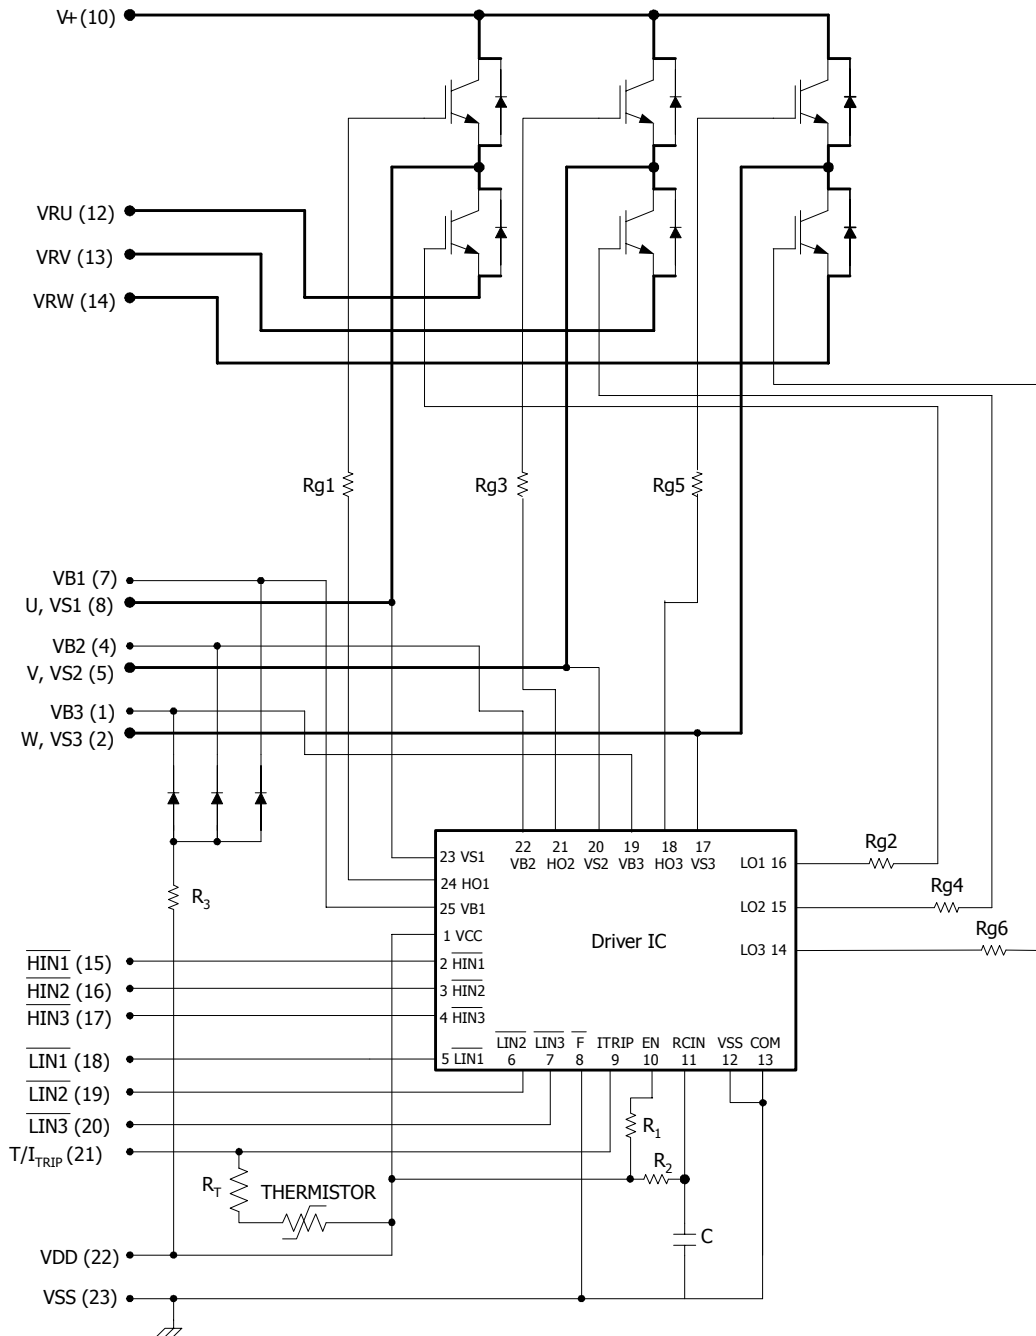 V+ (10)
VRU (12)
VRV (13)
VRW (14)
Rg1
Rg3
Rg5
VB1 (7)
U, VS1 (8)
VB2 (4)
V, VS2 (5)
VB3 (1)
W, VS3 (2)
R3
22 21 20 19 18 17
VB2 HO2 VS2 VB3 HO3 VS3
23 VS1
24 HO1
25 VB1
1 VCC
2 HIN1
3 HIN2
4 HIN3
5 LIN1
Driver IC
LO1 16
LO2 15
LO3 14
Rg2
Rg4
Rg6
LIN2 LIN3 F ITRIP EN RCIN VSS COM
6 7 8 9 10 11 12 13
HIN1 (15)
HIN2 (16)
HIN3 (17)
LIN1 (18)
LIN2 (19)
LIN3 (20)
T/ITRIP (21)
R1
R2
RT
THERMISTOR
C
VDD (22)
VSS (23)